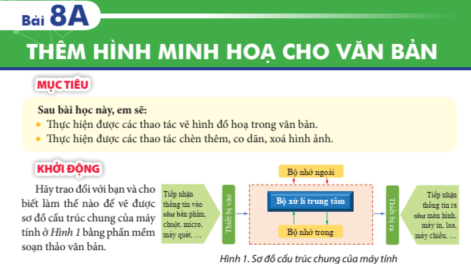 Bài 8A
THÊM HÌNH MINH HOẠ CHO VĂN BẢN
MỤC TIÊU
Sau bài học này, em sẽ:
• Thực hiện được các thao tác vẽ hình đồ hoạ trong văn bản.
• Thực hiện được các thao tác chèn thêm, co dãn, xoá hình ảnh.
KHỞI ĐỘNG
Hãy trao đổi với bạn và cho
biết làm thế nào để vẽ được
sơ đồ cấu trúc chung của máy
tính ở Hình 1 bằng phần mềm
soạn thảo văn bản.
Tiếp nhận
thông tin vào
như bàn phím,
chuột, micro,
máy quét, ...
Thiết bị vào
Bộ nhớ ngoài
Bộ xử lí trung tâm
Bộ nhớ trong
Thiết bị ra
Tiếp nhận
thông tin ra
như màn hình,
máy in, loa,
máy chiếu, ...
Hình 1. Sơ đồ cấu trúc chung của máy tính